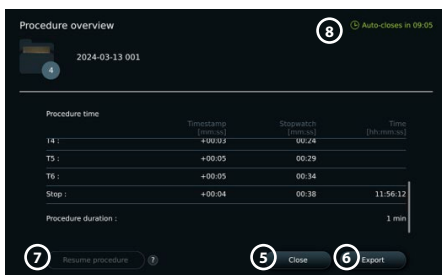 Procedure overview
8
Auto-closes in 09:05
4
2024-03-13 001
Procedure time
Timestamp [mm:ss] Stopwatch [mm:ss] Time [hh:mm:ss]
T4 : +00:03 00:24
T5 : +00:05 00:29
T6 : +00:05 00:34
Stop : +00:04 00:38 11:56:12
Procedure duration : 1 min
7 Resume procedure ? 5 Close 6 Export